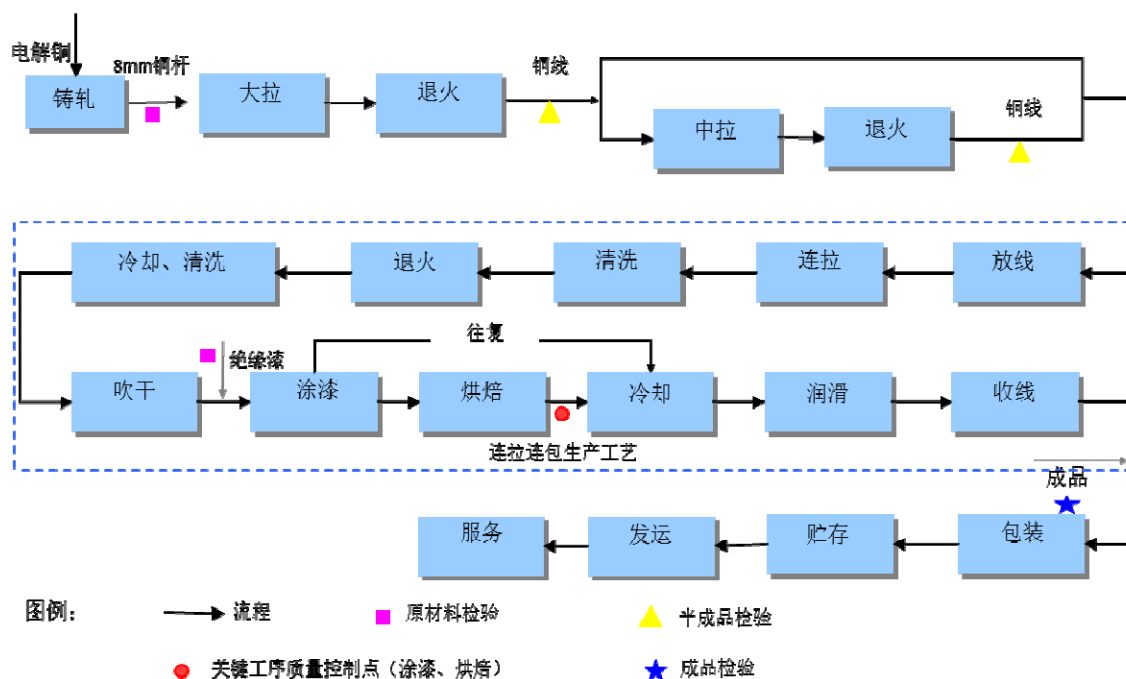 电解铜
8mm铜杆
铜线
铸轧
大拉
退火
铜线
中拉
退火
冷却、清洗
退火
清洗
连拉
放线
往复
绝缘漆
吹干
涂漆
烘焙
冷却
润滑
收线
连拉连包生产工艺
成品
服务
发运
贮存
包装
图例：
流程
原材料检验
半成品检验
关键工序质量控制点（涂漆、烘焙）
成品检验